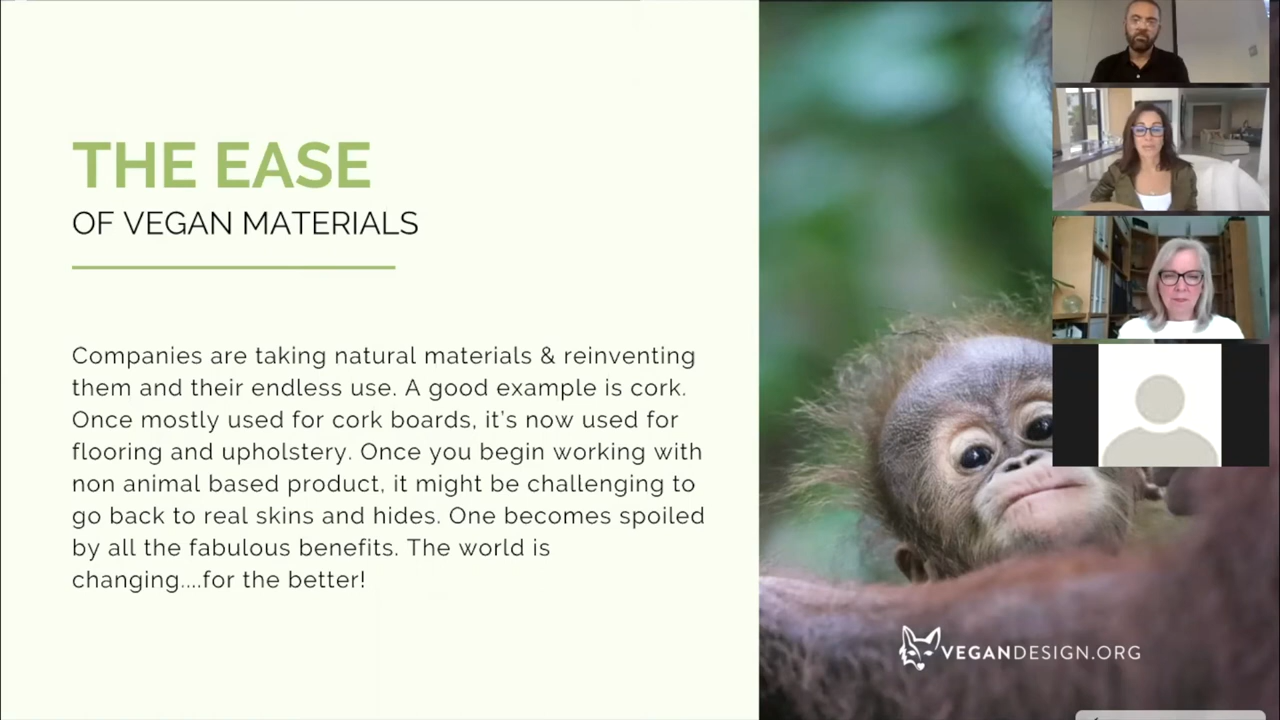 THE EASE
OF VEGAN MATERIALS
Companies are taking natural materials & reinventing
them and their endless use. A good example is cork.
Once mostly used for cork boards, it's now used for
flooring and upholstery. Once you begin working with
non animal based product, it might be challenging to
go back to real skins and hides. One becomes spoiled
by all the fabulous benefits. The world is
changing....for the better!
VEGANDESIGN.ORG